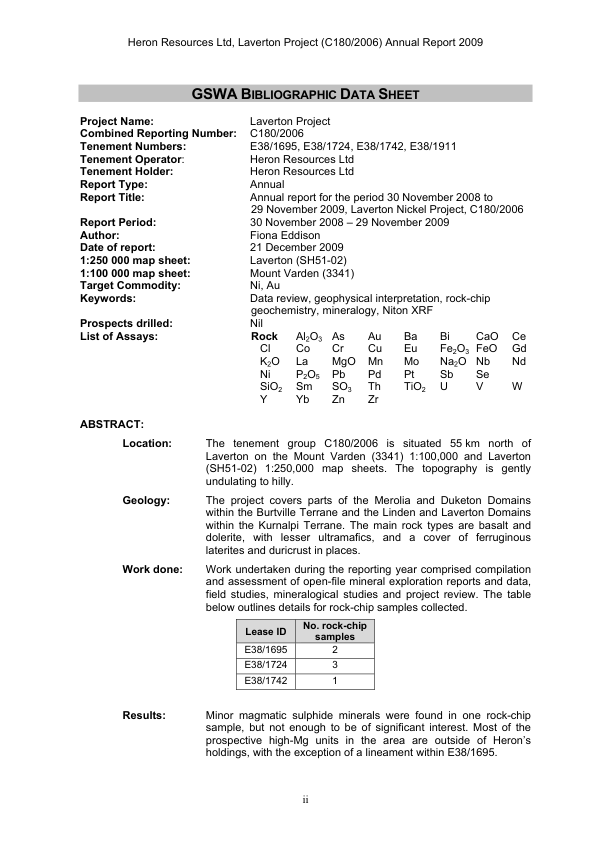 Heron Resources Ltd, Laverton Project (C180/2006) Annual Report 2009
GSWA BIBLIOGRAPHIC DATA SHEET
Project Name: Laverton Project
Combined Reporting Number: C180/2006
Tenement Numbers: E38/1695, E38/1724, E38/1742, E38/1911
Tenement Operator: Heron Resources Ltd
Tenement Holder: Heron Resources Ltd
Report Type: Annual
Report Title: Annual report for the period 30 November 2008 to
29 November 2009, Laverton Nickel Project, C180/2006
Report Period: 30 November 2008 – 29 November 2009
Author: Fiona Eddison
Date of report: 21 December 2009
1:250 000 map sheet: Laverton (SH51-02)
1:100 000 map sheet: Mount Varden (3341)
Target Commodity: Ni, Au
Keywords: Data review, geophysical interpretation, rock-chip
geochemistry, mineralogy, Niton XRF
Prospects drilled: Nil
List of Assays: Rock Al₂O₃ As Au Ba Bi CaO Ce
Cl Co Cr Cu Eu Fe₂O₃ FeO Gd
K₂O La MgO Mn Mo Na₂O Nb Nd
Ni P₂O₅ Pb Pd Pt Sb Se
SiO₂ Sm SO₃ Th TiO₂ U V W
Y Yb Zn Zr
ABSTRACT:
Location: The tenement group C180/2006 is situated 55 km north of
Laverton on the Mount Varden (3341) 1:100,000 and Laverton
(SH51-02) 1:250,000 map sheets. The topography is gently
undulating to hilly.
Geology: The project covers parts of the Merolia and Duketon Domains
within the Burtville Terrane and the Linden and Laverton Domains
within the Kurnalpi Terrane. The main rock types are basalt and
dolerite, with lesser ultramafics, and a cover of ferruginous
laterites and duricrust in places.
Work done: Work undertaken during the reporting year comprised compilation
and assessment of open-file mineral exploration reports and data,
field studies, mineralogical studies and project review. The table
below outlines details for rock-chip samples collected.
Lease ID No. rock-chip
samples
E38/1695 2
E38/1724 3
E38/1742 1
Results: Minor magmatic sulphide minerals were found in one rock-chip
sample, but not enough to be of significant interest. Most of the
prospective high-Mg units in the area are outside of Heron's
holdings, with the exception of a lineament within E38/1695.
ii